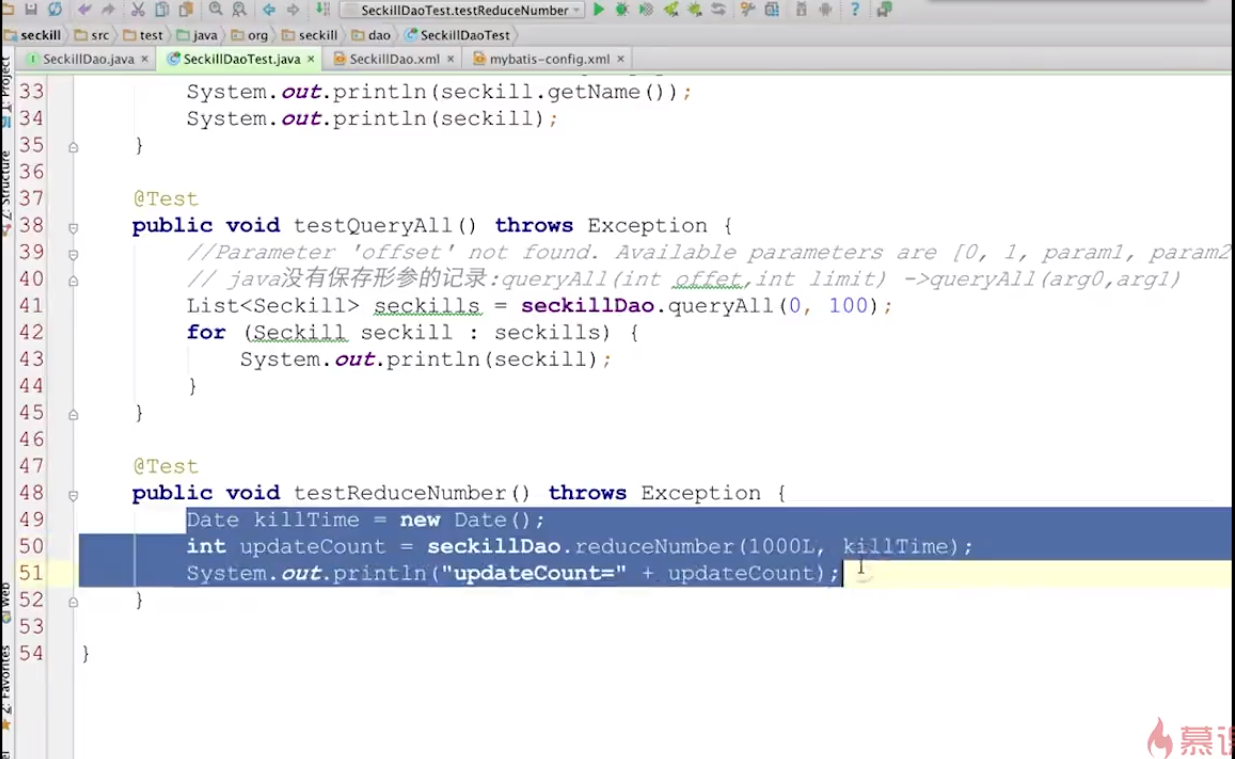 SeckillDaoTest.testReduceNumber
seckill src test java org seckill dao SeckillDaoTest
SeckillDao.java SeckillDaoTest.java SeckillDao.xml mybatis-config.xml
1: Project
Z: Structure
33 System.out.println(seckill.getName());
34 System.out.println(seckill);
35 }
36
37 @Test
38 public void testQueryAll() throws Exception {
39 //Parameter 'offset' not found. Available parameters are [0, 1, param1, param2
40 // java没有保存形参的记录:queryAll(int offet,int limit) ->queryAll(arg0,arg1)
41 List<Seckill> seckills = seckillDao.queryAll(0, 100);
42 for (Seckill seckill : seckills) {
43 System.out.println(seckill);
44 }
45 }
46
47 @Test
48 public void testReduceNumber() throws Exception {
49 Date killTime = new Date();
50 int updateCount = seckillDao.reduceNumber(1000L, killTime);
51 System.out.println("updateCount=" + updateCount);
52 }
53
54 }
Web
2: Favorites
慕课